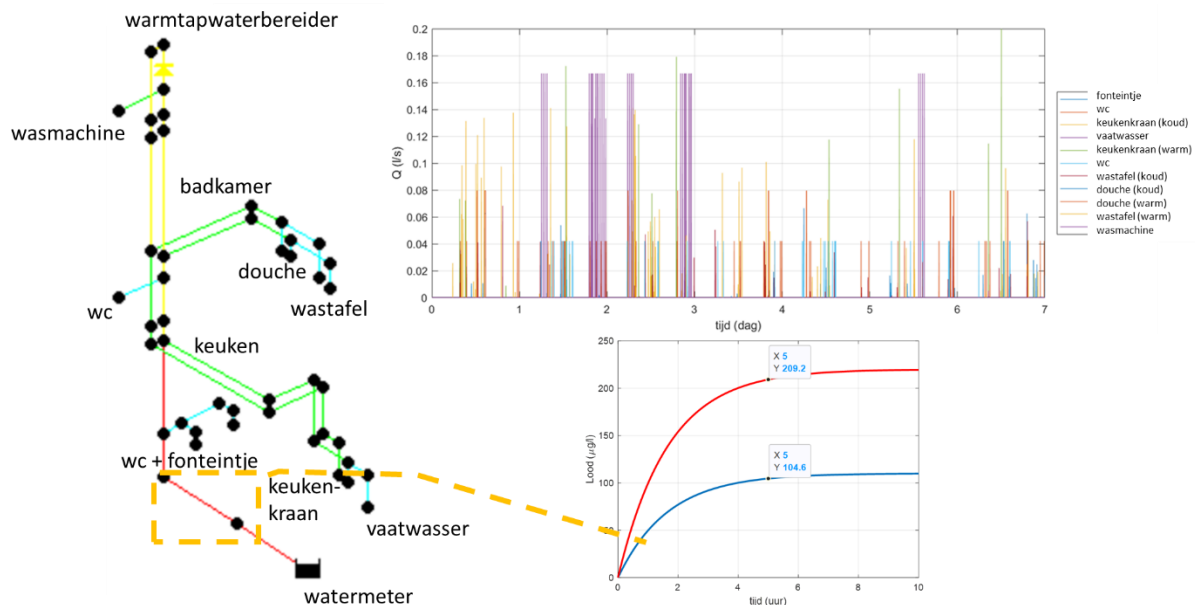 warmtapwaterbereider
wasmachine
badkamer
douche
wastafel
wc
keuken
wc + fonteintje
keuken-
kraan
vaatwasser
watermeter
Q (l/s)
0.2
0.18
0.16
0.14
0.12
0.1
0.08
0.06
0.04
0.02
0
0 1 2 3 4 5 6 7
tijd (dag)
fonteintje
wc
keukenkraan (koud)
vaatwasser
keukenkraan (warm)
wc
wastafel (koud)
douche (koud)
douche (warm)
wastafel (warm)
wasmachine
Lood (µg/l)
250
200
150
100
50
0
X 5
Y 209.2
X 5
Y 104.6
0 2 4 6 8 10
tijd (uur)